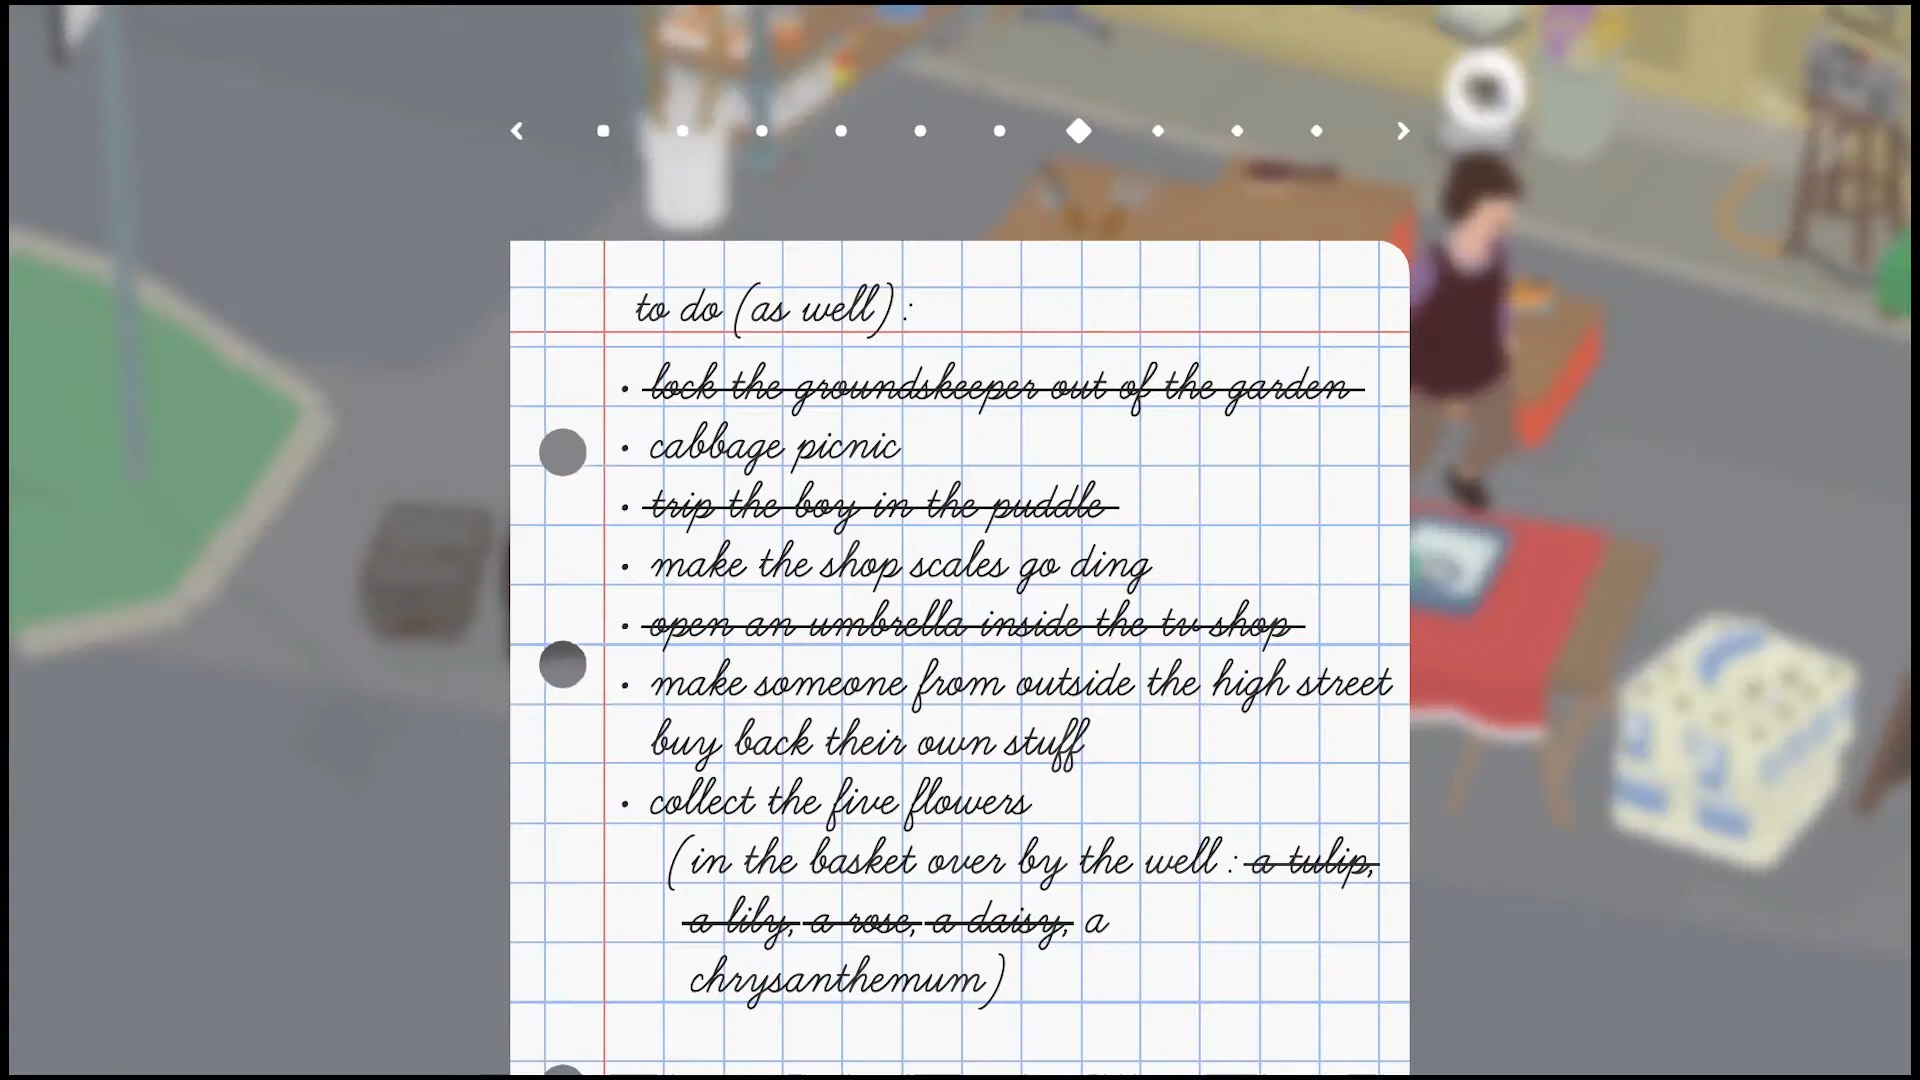 to do (as well) :
• lock the groundskeeper out of the garden
• cabbage picnic
• trip the boy in the puddle
• make the shop scales go ding
• open an umbrella inside the tv shop
• make someone from outside the high street
buy back their own stuff
• collect the five flowers
(in the basket over by the well : a tulip,
a lily, a rose, a daisy, a
chrysanthemum)